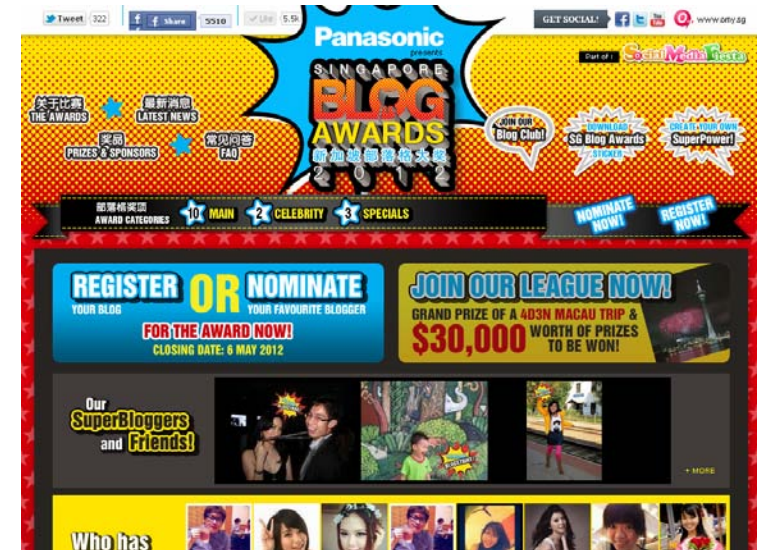 Tweet 322
Share 5510
Like 5.5k
GET SOCIAL!
www.omy.sg
Panasonic
presents
SINGAPORE
BLOG
AWARDS
新加坡部落格大奖
2012
Part of :
Social Media Fiesta
关于比赛
THE AWARDS
最新消息
LATEST NEWS
奖品
PRIZES & SPONSORS
常见问答
FAQ
JOIN OUR
Blog Club!
DOWNLOAD
SG Blog Awards
STICKER
CREATE YOUR OWN
SuperPower!
部落格奖项
AWARD CATEGORIES
10 MAIN
2 CELEBRITY
3 SPECIALS
NOMINATE
NOW!
REGISTER
NOW!
REGISTER OR NOMINATE
YOUR BLOG YOUR FAVOURITE BLOGGER
FOR THE AWARD NOW!
CLOSING DATE: 6 MAY 2012
JOIN OUR LEAGUE NOW!
GRAND PRIZE OF A 4D3N MACAU TRIP &
$30,000 WORTH OF PRIZES
TO BE WON!
Our
SuperBloggers
and Friends!
+ MORE
Who has